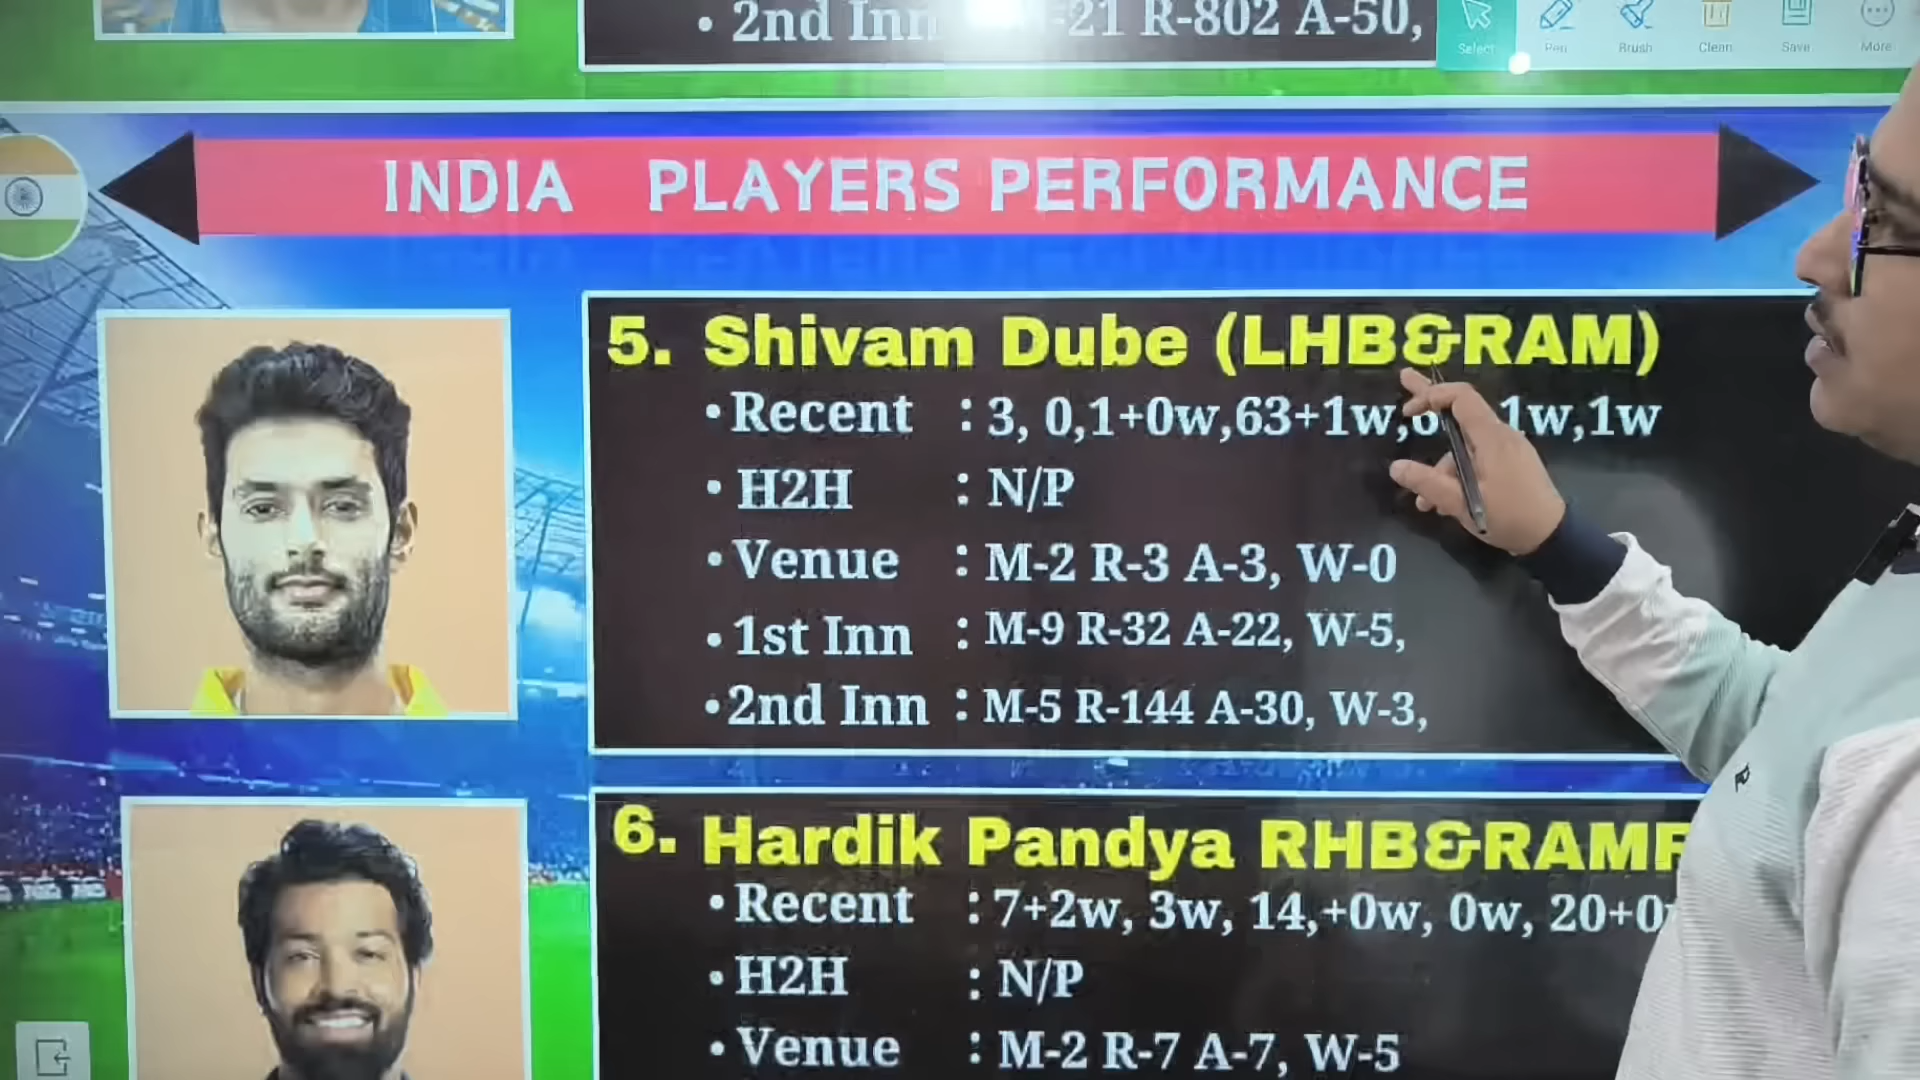 • 2nd Inn -21 R-802 A-50,
Select Pen Brush Clean Save More
INDIA PLAYERS PERFORMANCE
5. Shivam Dube (LHB&RAM)
• Recent : 3, 0,1+0w,63+1w, 1w,1w
• H2H : N/P
• Venue : M-2 R-3 A-3, W-0
• 1st Inn : M-9 R-32 A-22, W-5,
• 2nd Inn : M-5 R-144 A-30, W-3,
6. Hardik Pandya RHB&RAMF
• Recent : 7+2w, 3w, 14,+0w, 0w, 20+0
• H2H : N/P
• Venue : M-2 R-7 A-7, W-5